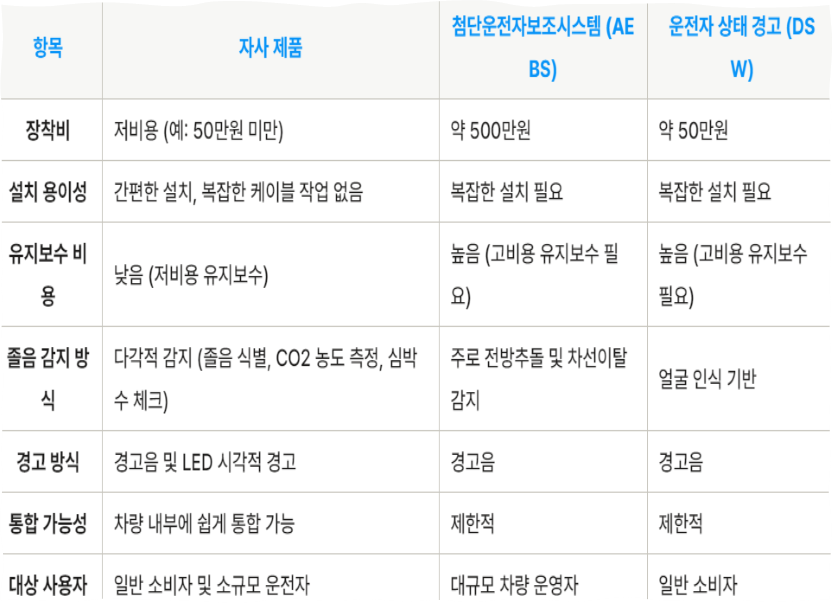 항목
자사 제품
첨단운전자보조시스템 (AE
BS)
운전자 상태 경고 (DS
W)
장착비
저비용 (예: 50만원 미만)
약 500만원
약 50만원
설치 용이성
간편한 설치, 복잡한 케이블 작업 없음
복잡한 설치 필요
복잡한 설치 필요
유지보수 비
용
낮음 (저비용 유지보수)
높음 (고비용 유지보수 필
요)
높음 (고비용 유지보수
필요)
졸음 감지 방
식
다각적 감지 (졸음 식별, CO2 농도 측정, 심박
수 체크)
주로 전방추돌 및 차선이탈
감지
얼굴 인식 기반
경고 방식
경고음 및 LED 시각적 경고
경고음
경고음
통합 가능성
차량 내부에 쉽게 통합 가능
제한적
제한적
대상 사용자
일반 소비자 및 소규모 운전자
대규모 차량 운영자
일반 소비자